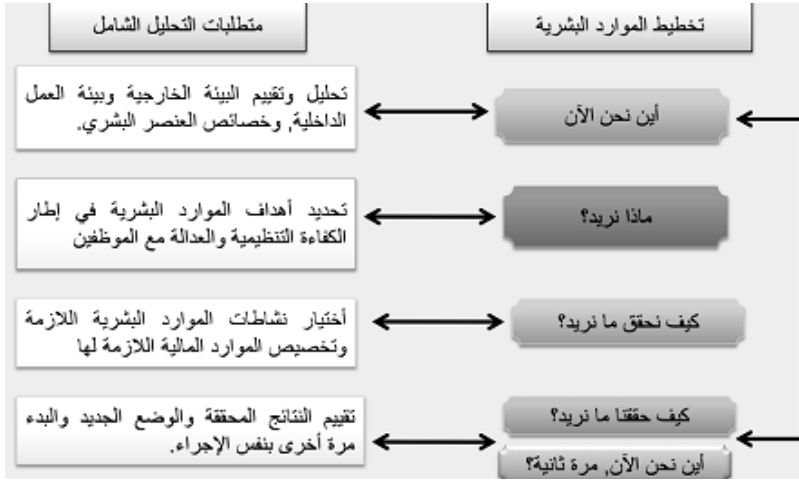 تخطيط الموارد البشرية
متطلبات التحليل الشامل
أين نحن الآن
تحليل وتقييم البيئة الخارجية وبيئة العمل
الداخلية, وخصائص العنصر البشري.
ماذا نريد؟
تحديد أهداف الموارد البشرية في إطار
الكفاءة التنظيمية والعدالة مع الموظفين
كيف نحقق ما نريد؟
أختيار نشاطات الموارد البشرية اللازمة
وتخصيص الموارد المالية اللازمة لها
كيف حققنا ما نريد؟
أين نحن الآن, مرة ثانية؟
تقييم النتائج المحققة والوضع الجديد والبدء
مرة أخرى بنفس الإجراء.